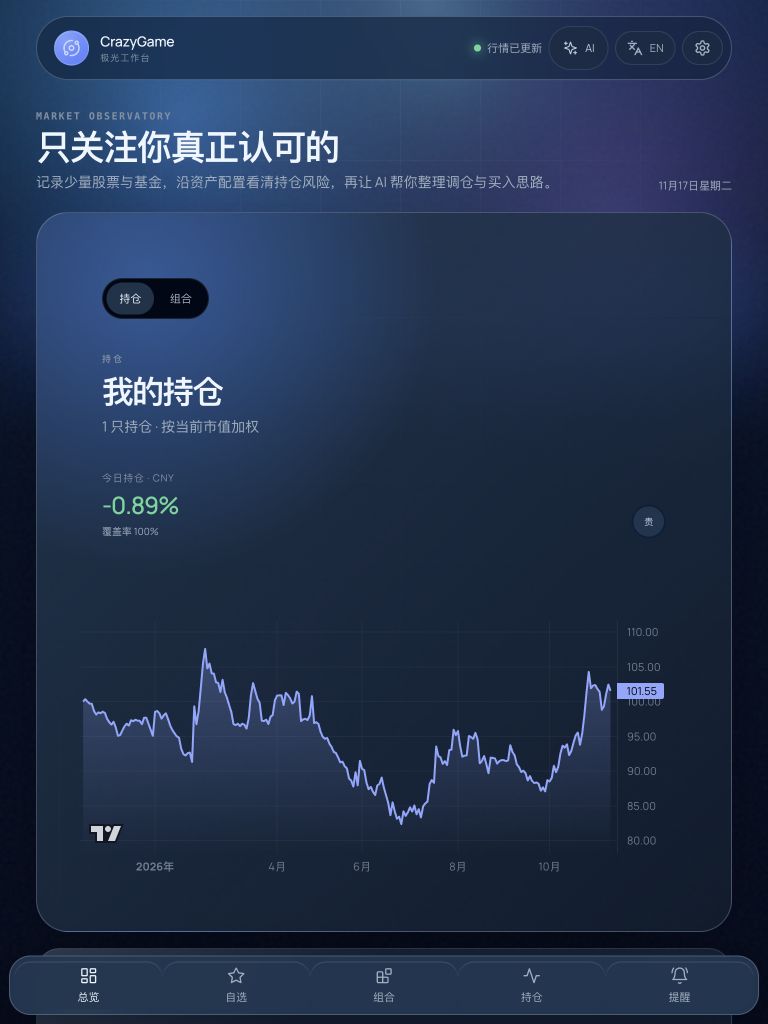 CrazyGame
极光工作台
行情已更新
AI
EN
MARKET OBSERVATORY
只关注你真正认可的
记录少量股票与基金，沿资产配置看清持仓风险，再让 AI 帮你整理调仓与买入思路。
11月17日星期二
持仓
组合
持仓
我的持仓
1 只持仓 · 按当前市值加权
今日持仓 · CNY
-0.89%
覆盖率 100%
贵
110.00
105.00
101.55
100.00
95.00
90.00
85.00
80.00
2026年
4月
6月
8月
10月
总览
自选
组合
持仓
提醒